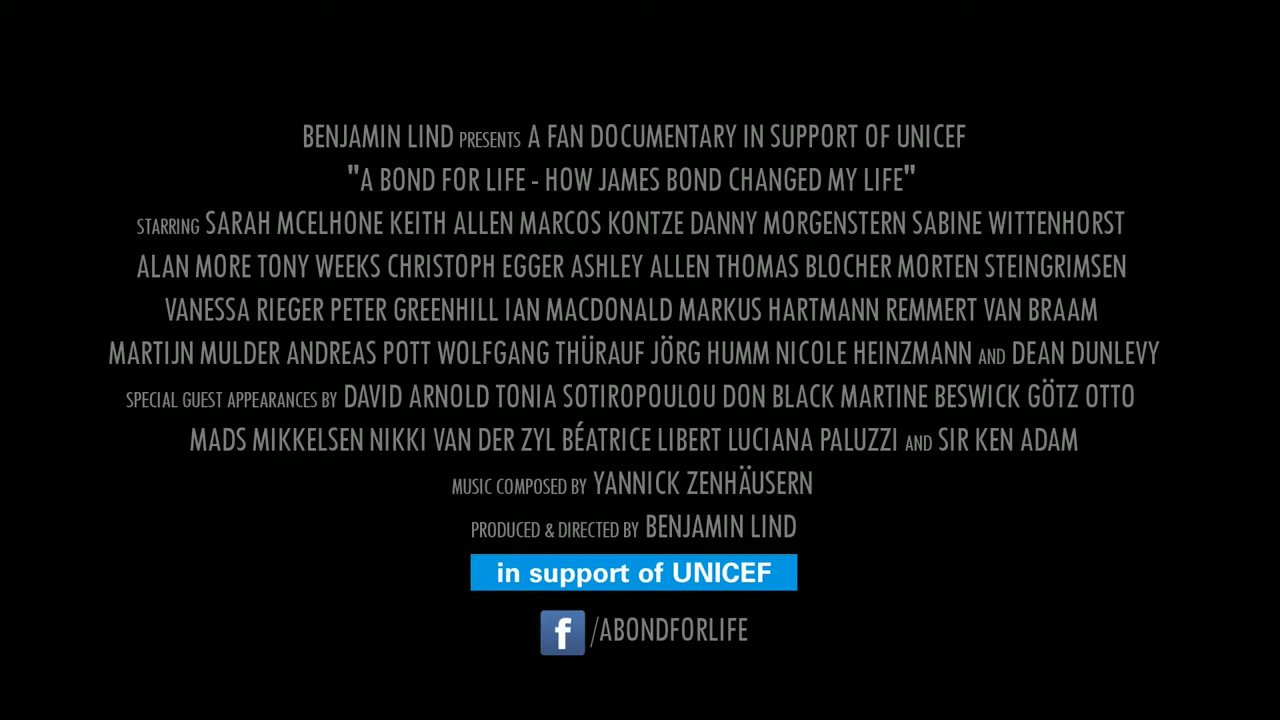 BENJAMIN LIND PRESENTS A FAN DOCUMENTARY IN SUPPORT OF UNICEF
"A BOND FOR LIFE - HOW JAMES BOND CHANGED MY LIFE"
STARRING SARAH MCELHONE KEITH ALLEN MARCOS KONTZE DANNY MORGENSTERN SABINE WITTENHORST
ALAN MORE TONY WEEKS CHRISTOPH EGGER ASHLEY ALLEN THOMAS BLOCHER MORTEN STEINGRIMSEN
VANESSA RIEGER PETER GREENHILL IAN MACDONALD MARKUS HARTMANN REMMERT VAN BRAAM
MARTIJN MULDER ANDREAS POTT WOLFGANG THÜRAUF JÖRG HUMM NICOLE HEINZMANN AND DEAN DUNLEVY
SPECIAL GUEST APPEARANCES BY DAVID ARNOLD TONIA SOTIROPOULOU DON BLACK MARTINE BESWICK GÖTZ OTTO
MADS MIKKELSEN NIKKI VAN DER ZYL BÉATRICE LIBERT LUCIANA PALUZZI AND SIR KEN ADAM
MUSIC COMPOSED BY YANNICK ZENHÄUSERN
PRODUCED & DIRECTED BY BENJAMIN LIND
in support of UNICEF
f /ABONDFORLIFE